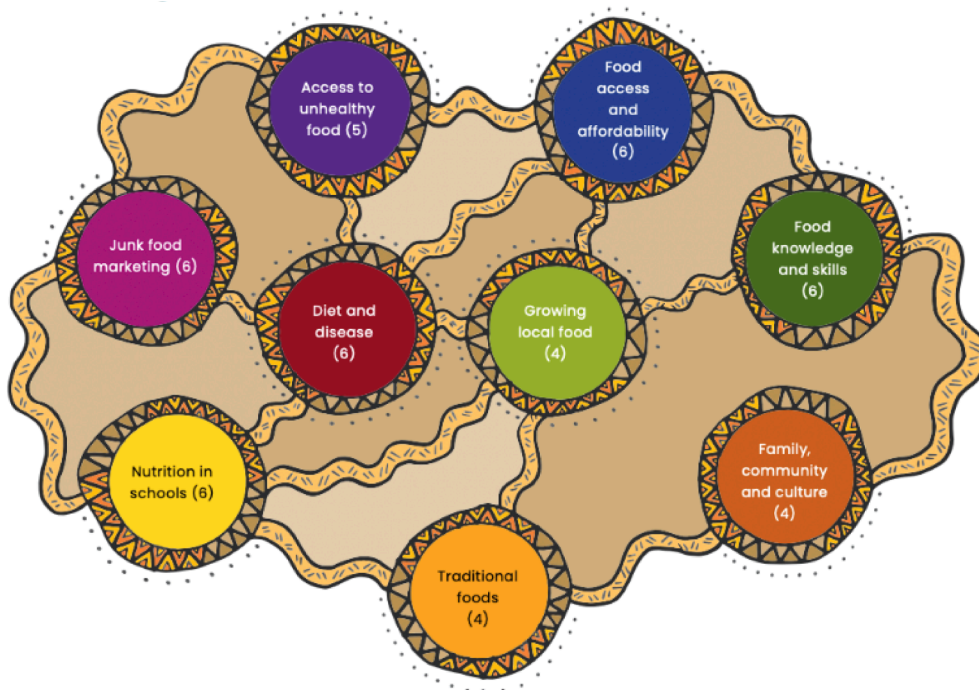 Access to
unhealthy
food (5)
Food
access
and
affordability
(6)
Junk food
marketing (6)
Food
knowledge
and skills
(6)
Diet and
disease
(6)
Growing
local food
(4)
Nutrition in
schools (6)
Family,
community
and culture
(4)
Traditional
foods
(4)